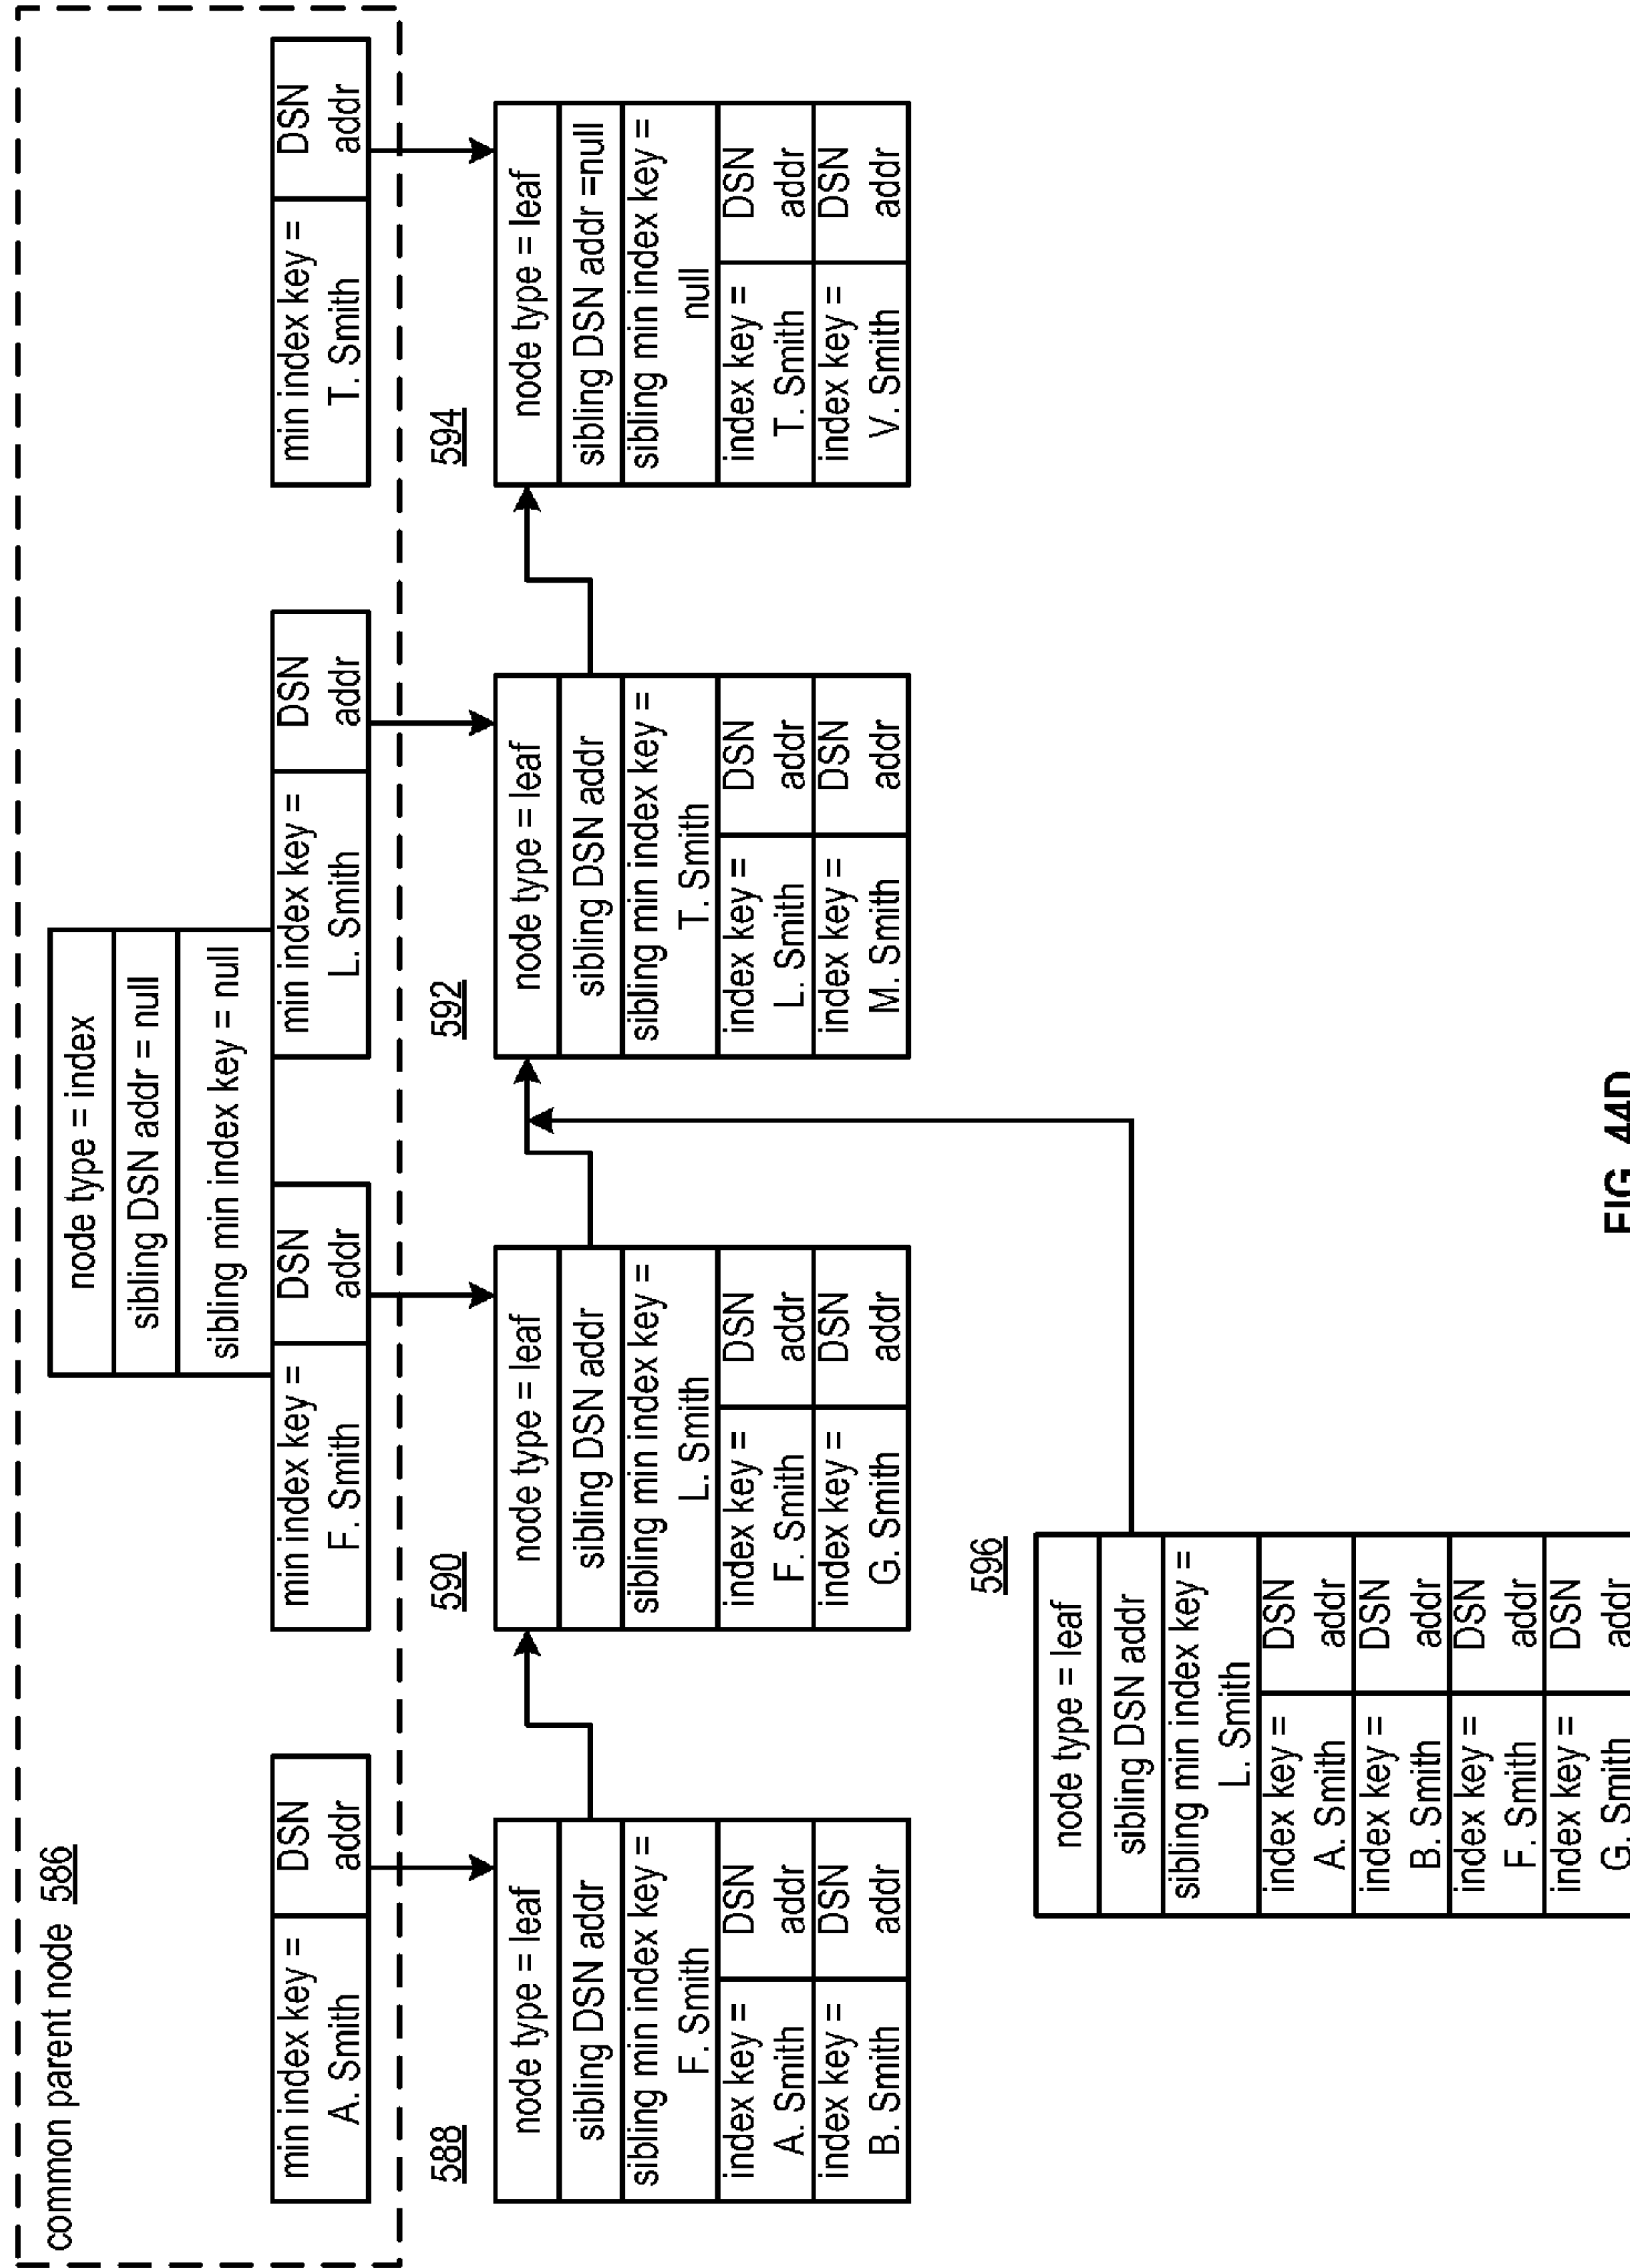 common parent node 586
node type = index
sibling DSN addr = null
sibling min index key = null
min index key =
A. Smith
DSN
addr
min index key =
F. Smith
DSN
addr
min index key =
L. Smith
DSN
addr
min index key =
T. Smith
DSN
addr
588
node type = leaf
sibling DSN addr
sibling min index key =
F. Smith
index key =
A. Smith
DSN
addr
index key =
B. Smith
DSN
addr
590
node type = leaf
sibling DSN addr
sibling min index key =
L. Smith
index key =
F. Smith
DSN
addr
index key =
G. Smith
DSN
addr
592
node type = leaf
sibling DSN addr
sibling min index key =
T. Smith
index key =
L. Smith
DSN
addr
index key =
M. Smith
DSN
addr
594
node type = leaf
sibling DSN addr =null
sibling min index key =
null
index key =
T. Smith
DSN
addr
index key =
V. Smith
DSN
addr
596
node type = leaf
sibling DSN addr
sibling min index key =
L. Smith
index key =
A. Smith
DSN
addr
index key =
B. Smith
DSN
addr
index key =
F. Smith
DSN
addr
index key =
G. Smith
DSN
addr
FIG. 44D